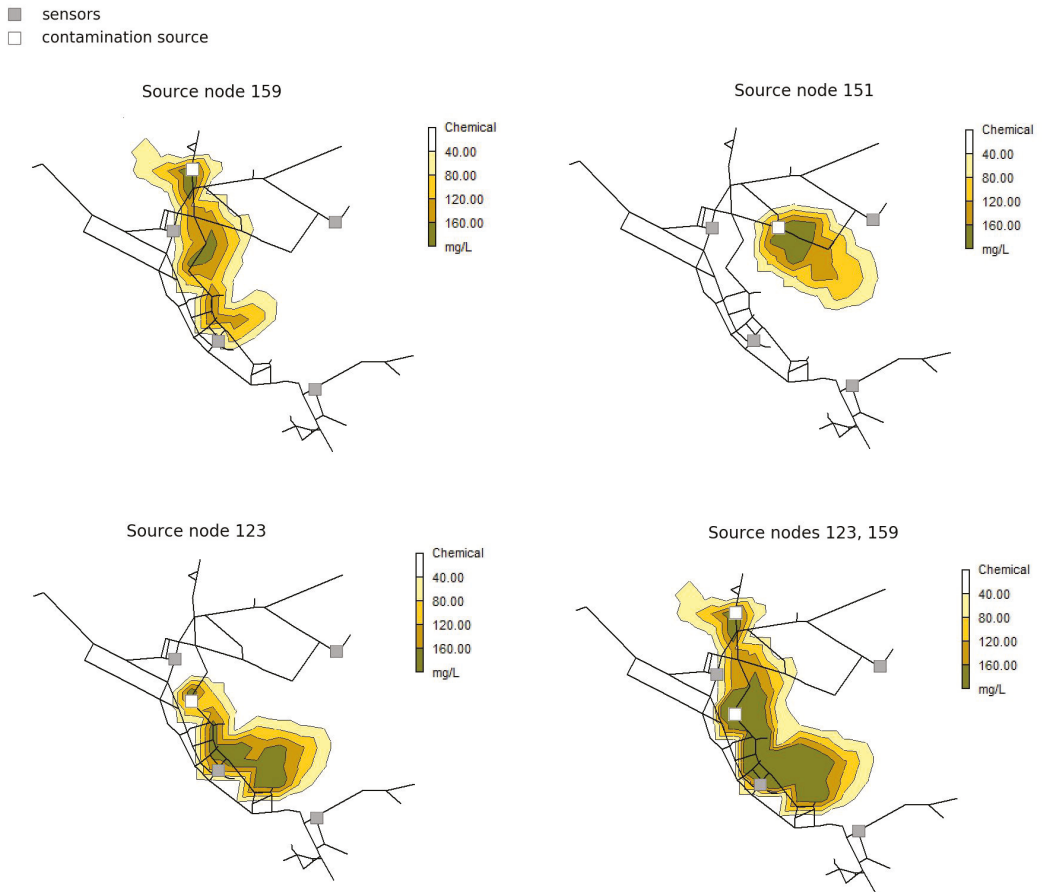 sensors
contamination source
Source node 159
Chemical
40.00
80.00
120.00
160.00
mg/L
Source node 151
Chemical
40.00
80.00
120.00
160.00
mg/L
Source node 123
Chemical
40.00
80.00
120.00
160.00
mg/L
Source nodes 123, 159
Chemical
40.00
80.00
120.00
160.00
mg/L